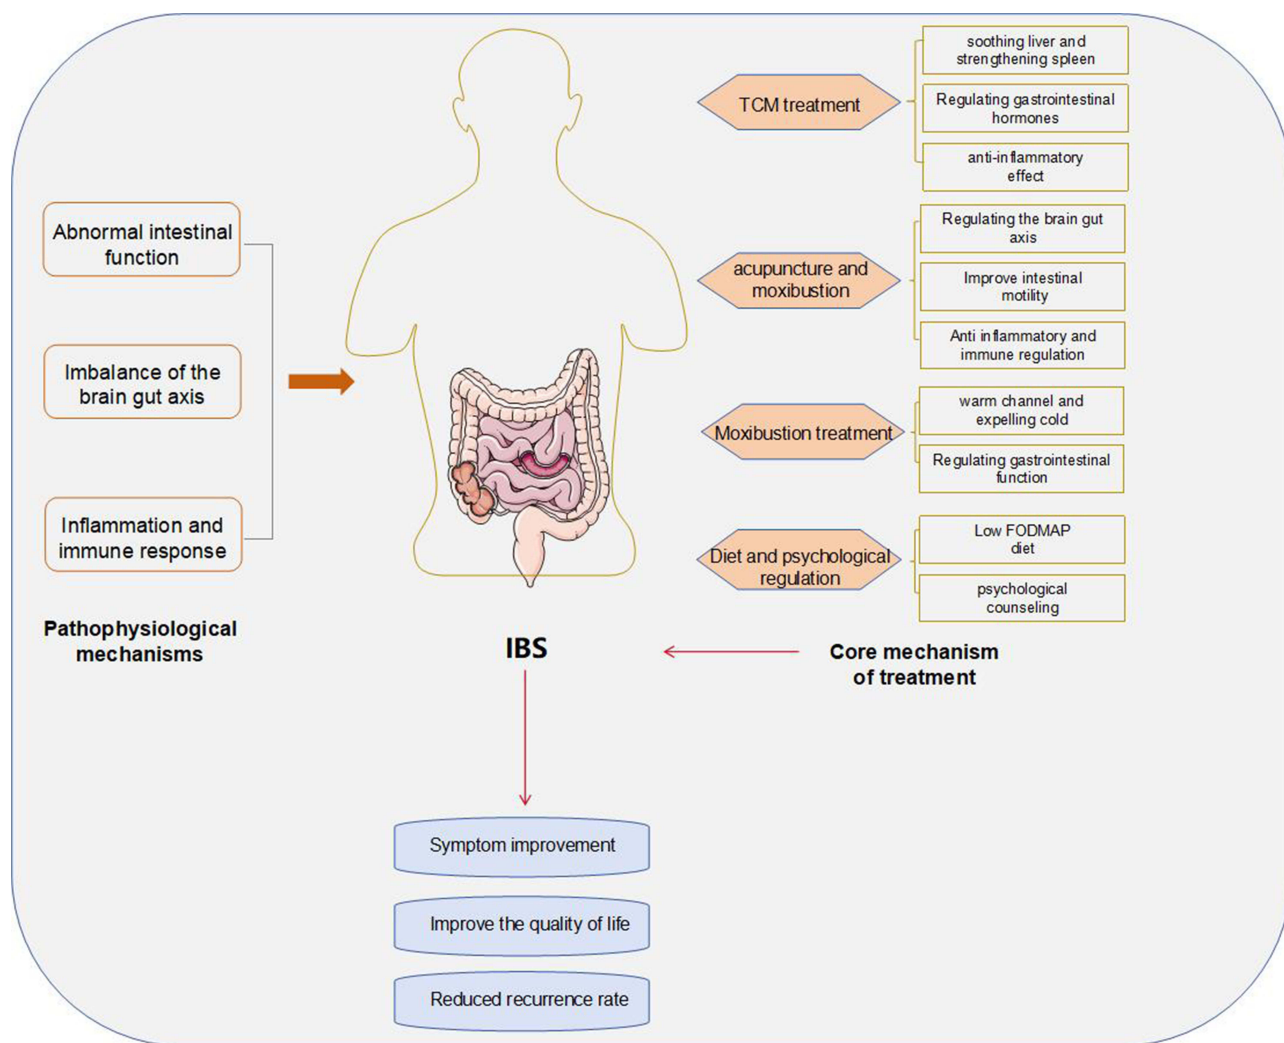 Abnormal intestinal
function
Imbalance of the
brain gut axis
Inflammation and
immune response
Pathophysiological
mechanisms
IBS
TCM treatment
soothing liver and
strengthening spleen
Regulating gastrointestinal
hormones
anti-inflammatory
effect
acupuncture and
moxibustion
Regulating the brain gut
axis
Improve intestinal
motility
Anti inflammatory and
immune regulation
Moxibustion treatment
warm channel and
expelling cold
Regulating gastrointestinal
function
Diet and psychological
regulation
Low FODMAP
diet
psychological
counseling
Core mechanism
of treatment
Symptom improvement
Improve the quality of life
Reduced recurrence rate